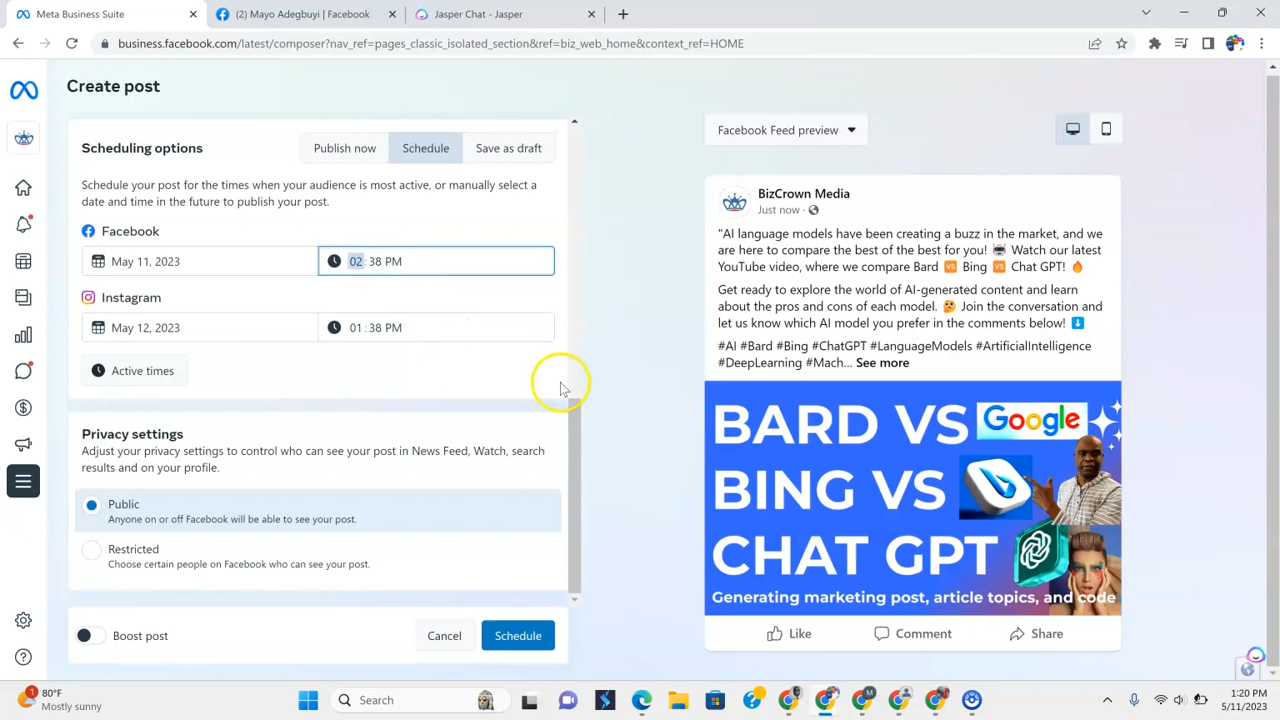 Meta Business Suite
(2) Mayo Adegbuyi | Facebook
Jasper Chat - Jasper
business.facebook.com/latest/composer?nav_ref=pages_classic_isolated_section&ref=biz_web_home&context_ref=HOME
Create post
Scheduling options
Publish now
Schedule
Save as draft
Schedule your post for the times when your audience is most active, or manually select a
date and time in the future to publish your post.
Facebook
May 11, 2023
02:38 PM
Instagram
May 12, 2023
01:38 PM
Active times
Privacy settings
Adjust your privacy settings to control who can see your post in News Feed, Watch, search
results and on your profile.
Public
Anyone on or off Facebook will be able to see your post.
Restricted
Choose certain people on Facebook who can see your post.
Boost post
Cancel
Schedule
Facebook Feed preview
BizCrown Media
Just now
"AI language models have been creating a buzz in the market, and
we are here to compare the best of the best for you! 🤖 Watch our latest
YouTube video, where we compare Bard 🆚 Bing 🆚 Chat GPT! 🔥
Get ready to explore the world of AI-generated content and learn
about the pros and cons of each model. 🤔 Join the conversation and
let us know which AI model you prefer in the comments below! ⬇️
#AI #Bard #Bing #ChatGPT #LanguageModels #ArtificialIntelligence
#DeepLearning #Mach... See more
BARD VS Google
BING VS
CHAT GPT
Generating marketing post, article topics, and code
Like
Comment
Share
1
80°F
Mostly sunny
Search
M
1:20 PM
5/11/2023